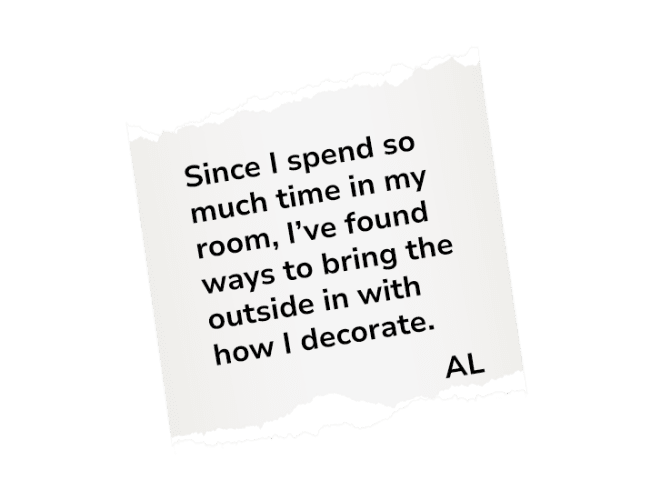 Since I spend so
much time in my
room, I’ve found
ways to bring the
outside in with
how I decorate.
AL